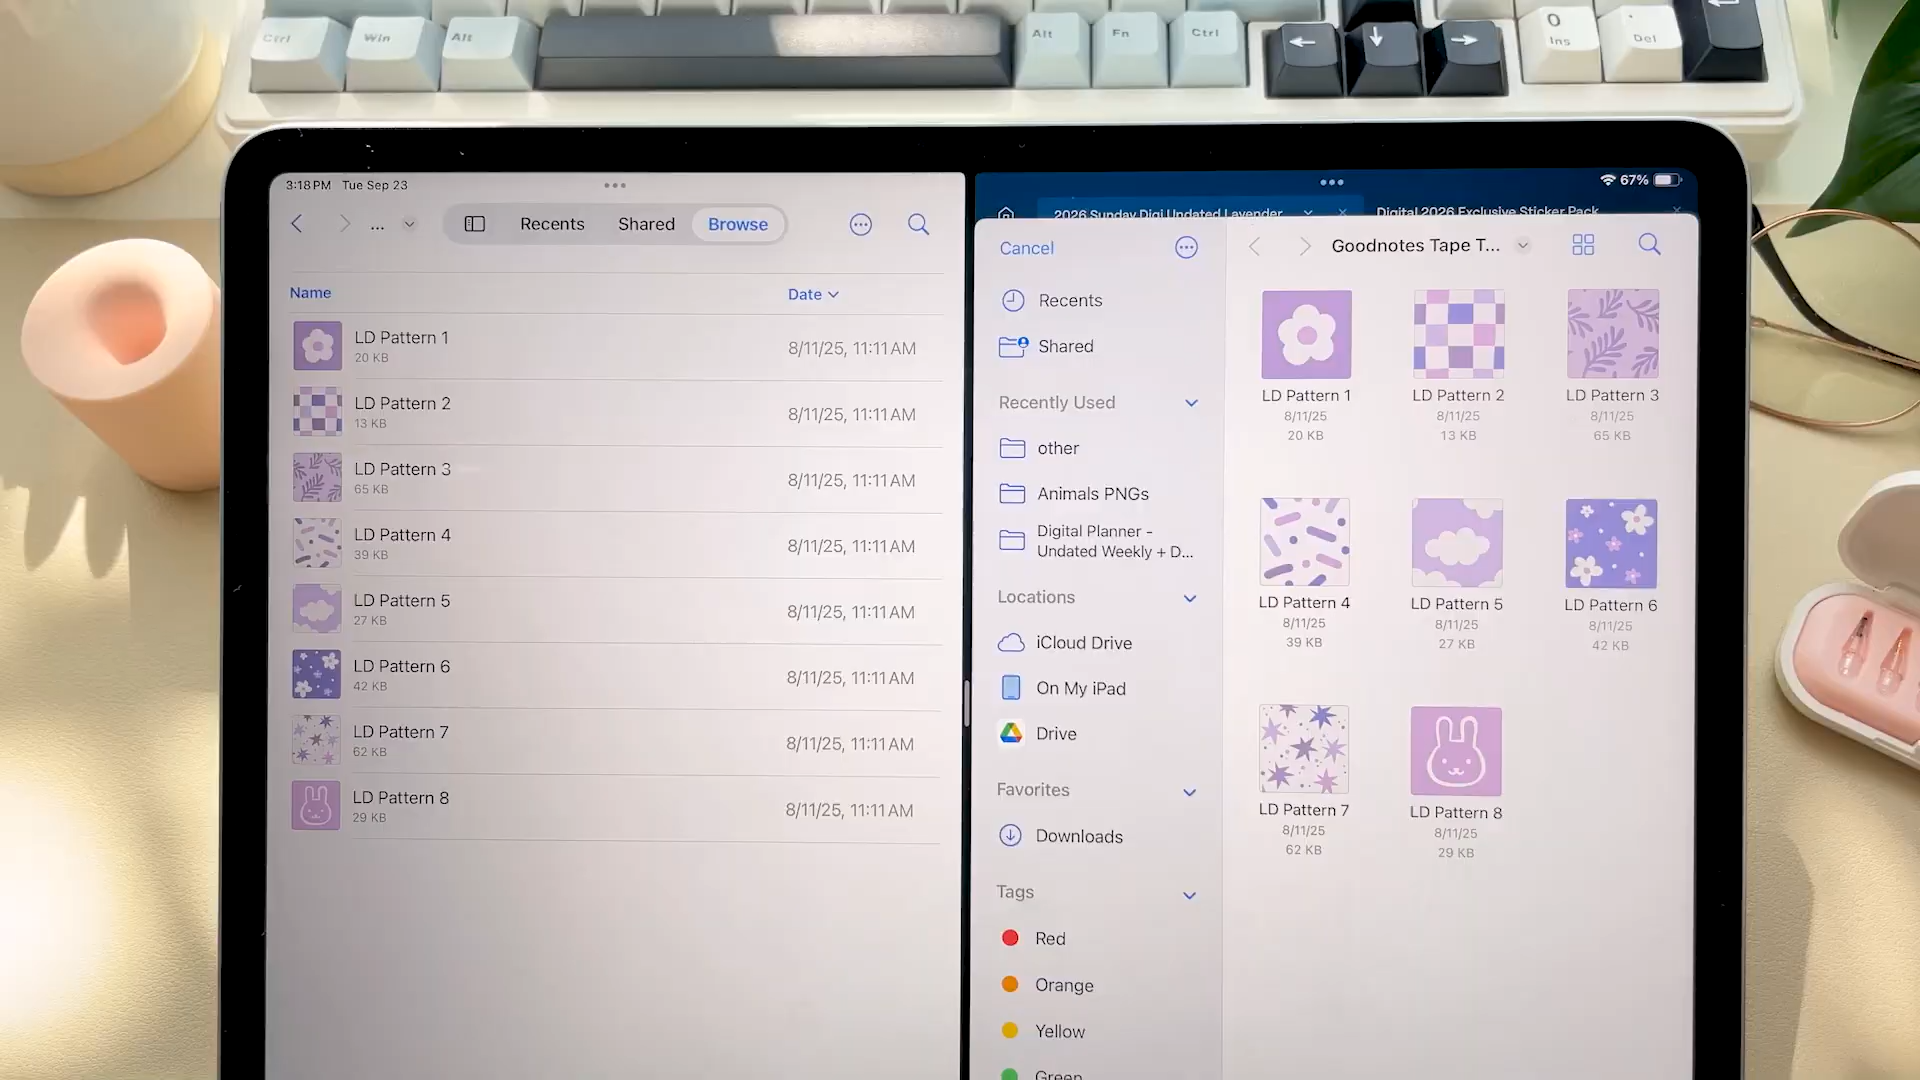 Ctrl
Win
Alt
Alt
Fn
Ctrl
0
Ins
.
Del
3:18 PM Tue Sep 23
67%
...
Recents
Shared
Browse
2026 Sunday Digi Undated Lavender
Digital 2026 Exclusive Sticker Pack
Name
Date
LD Pattern 1
20 KB
8/11/25, 11:11 AM
LD Pattern 2
13 KB
8/11/25, 11:11 AM
LD Pattern 3
65 KB
8/11/25, 11:11 AM
LD Pattern 4
39 KB
8/11/25, 11:11 AM
LD Pattern 5
27 KB
8/11/25, 11:11 AM
LD Pattern 6
42 KB
8/11/25, 11:11 AM
LD Pattern 7
62 KB
8/11/25, 11:11 AM
LD Pattern 8
29 KB
8/11/25, 11:11 AM
Cancel
Recents
Shared
Recently Used
other
Animals PNGs
Digital Planner -
Undated Weekly + D...
Locations
iCloud Drive
On My iPad
Drive
Favorites
Downloads
Tags
Red
Orange
Yellow
Green
Goodnotes Tape T...
LD Pattern 1
8/11/25
20 KB
LD Pattern 2
8/11/25
13 KB
LD Pattern 3
8/11/25
65 KB
LD Pattern 4
8/11/25
39 KB
LD Pattern 5
8/11/25
27 KB
LD Pattern 6
8/11/25
42 KB
LD Pattern 7
8/11/25
62 KB
LD Pattern 8
8/11/25
29 KB